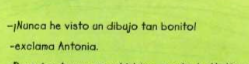 -¡Nunca he visto un dibujo tan bonito!
-exclama Antonia.